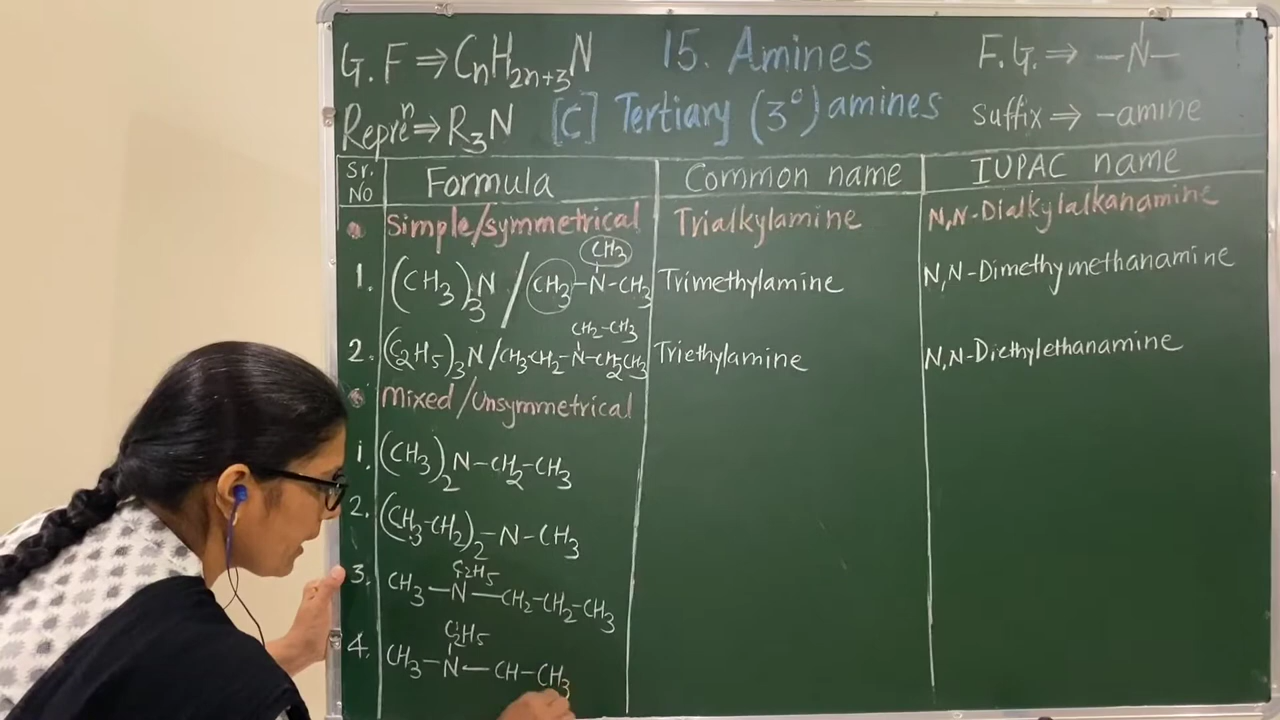 G.F ⇒ CnH2n+3N 15. Amines F.G. ⇒ -N-
Repreⁿ ⇒ R3N [C] Tertiary (3°) amines Suffix ⇒ -amine
Sr. NO Formula Common name IUPAC name
• Simple/symmetrical Trialkylamine N,N-Dialkylalkanamine
CH3
1. (CH3)3N / CH3-N-CH3 Trimethylamine N,N-Dimethymethanamine
CH2-CH3
2. (C2H5)3N/CH3-CH2-N-CH2CH3 Triethylamine N,N-Diethylethanamine
• Mixed/Unsymmetrical
1. (CH3)2N-CH2-CH3
2. (CH3-CH2)2-N-CH3
C2H5
3. CH3-N-CH2-CH2-CH3
C2H5
4. CH3-N-CH-CH3